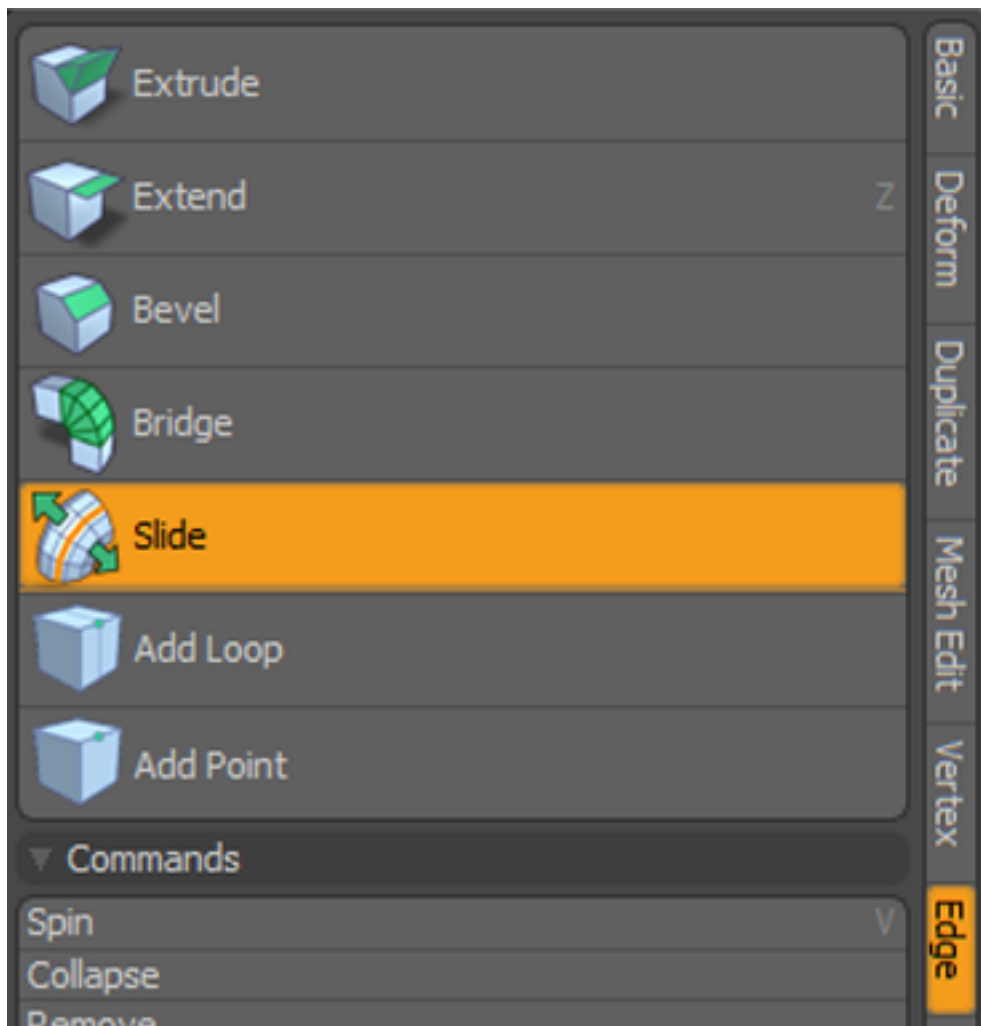 Extrude
Extend Z
Bevel
Bridge
Slide
Add Loop
Add Point
Commands
Spin V
Collapse
Remove
Basic
Deform
Duplicate
Mesh Edit
Vertex
Edge